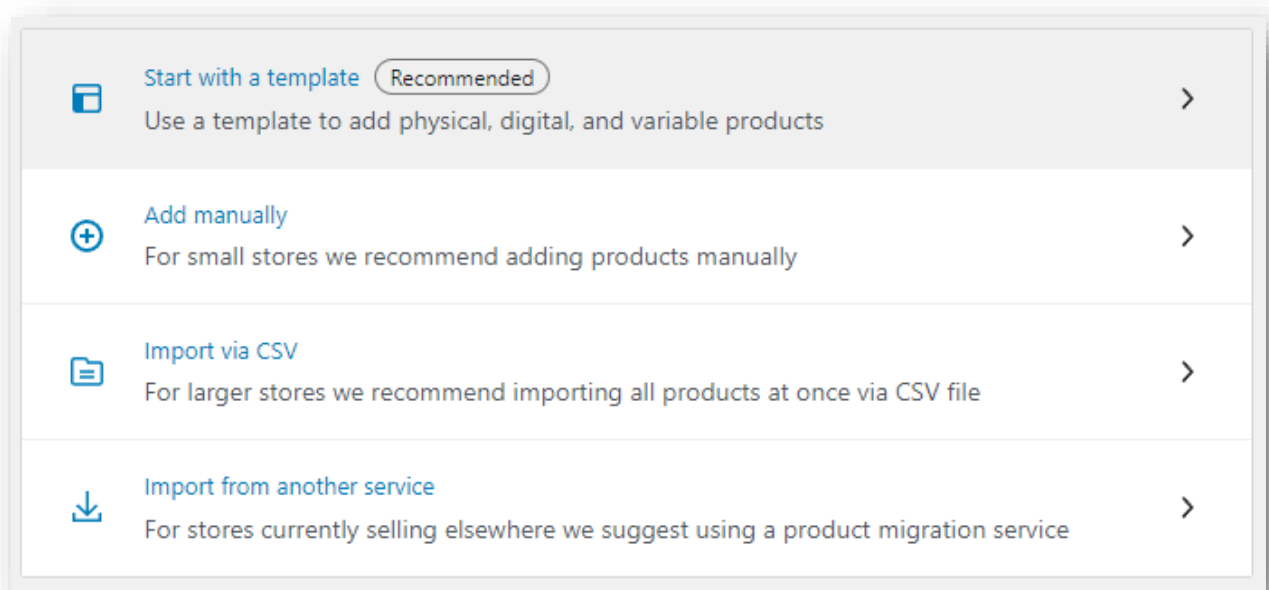 Start with a template Recommended
Use a template to add physical, digital, and variable products
Add manually
For small stores we recommend adding products manually
Import via CSV
For larger stores we recommend importing all products at once via CSV file
Import from another service
For stores currently selling elsewhere we suggest using a product migration service